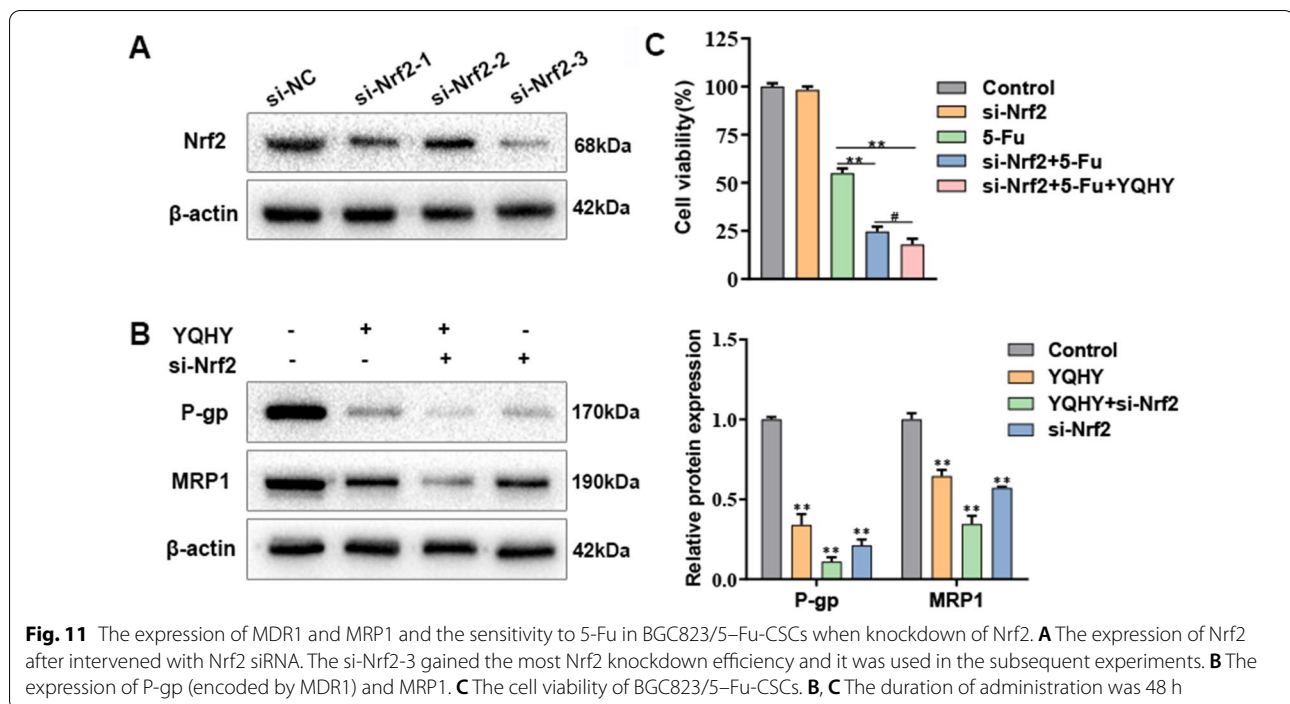 A
si-NC si-Nrf2-1 si-Nrf2-2 si-Nrf2-3
Nrf2 68kDa
β-actin 42kDa
C
125
100
75
50
25
0
Cell viability(%)
**
**
#
Control
si-Nrf2
5-Fu
si-Nrf2+5-Fu
si-Nrf2+5-Fu+YQHY
B
YQHY - + + -
si-Nrf2 - - + +
P-gp 170kDa
MRP1 190kDa
β-actin 42kDa
1.5
1.0
0.5
0.0
Relative protein expression
** ** **
** ** **
P-gp MRP1
Control
YQHY
YQHY+si-Nrf2
si-Nrf2
Fig. 11 The expression of MDR1 and MRP1 and the sensitivity to 5-Fu in BGC823/5–Fu-CSCs when knockdown of Nrf2. A The expression of Nrf2
after intervened with Nrf2 siRNA. The si-Nrf2-3 gained the most Nrf2 knockdown efficiency and it was used in the subsequent experiments. B The
expression of P-gp (encoded by MDR1) and MRP1. C The cell viability of BGC823/5–Fu-CSCs. B, C The duration of administration was 48 h